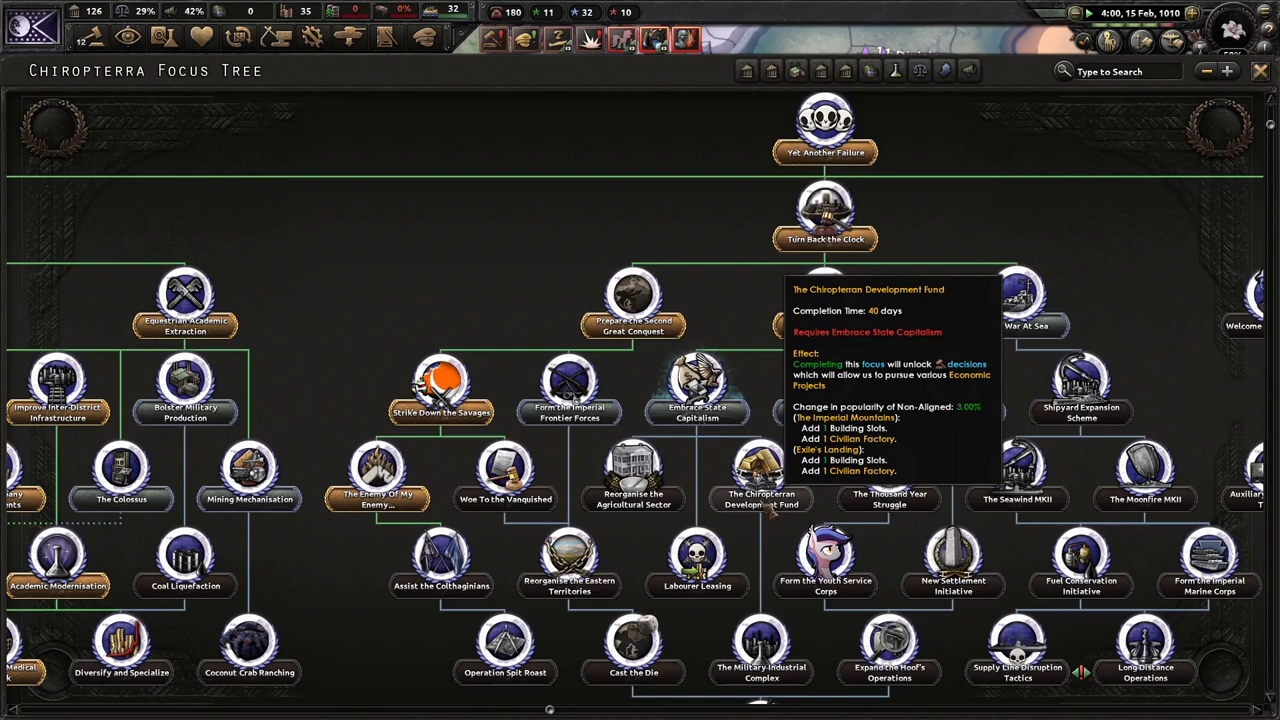 126
29%
42%
0
35
0
0%
32
180
11
32
10
4:00, 15 Feb, 1010
12
CHIROPTERRA FOCUS TREE
Type to Search
Yet Another Failure
Turn Back the Clock
Equestrian Academic
Extraction
Prepare the Second
Great Conquest
War At Sea
Welcome
The Chiropterran Development Fund
Completion Time: 40 days
Requires Embrace State Capitalism
Effect:
Completing this focus will unlock decisions
which will allow us to pursue various Economic
Projects
Change in popularity of Non-Aligned: 3.00%
(The Imperial Mountains):
Add 1 Building Slots.
Add 1 Civilian Factory.
(Exile's Landing):
Add 1 Building Slots.
Add 1 Civilian Factory.
Improve Inter-District
Infrastructure
Bolster Military
Production
Strike Down the Savages
Form the Imperial
Frontier Forces
Embrace State
Capitalism
Shipyard Expansion
Scheme
The Colossus
Mining Mechanisation
The Enemy Of My
Enemy...
Woe To the Vanquished
Reorganise the
Agricultural Sector
The Chiropterran
Development Fund
The Thousand Year
Struggle
The Seawind MKII
The Moonfire MKII
Auxiliary
Academic Modernisation
Coal Liquefaction
Assist the Colthaginians
Reorganise the Eastern
Territories
Labourer Leasing
Form the Youth Service
Corps
New Settlement
Initiative
Fuel Conservation
Initiative
Form the Imperial
Marine Corps
Medical
Diversify and Specialize
Coconut Crab Ranching
Operation Spit Roast
Cast the Die
The Military-Industrial
Complex
Expand the Hoof's
Operations
Supply Line Disruption
Tactics
Long Distance
Operations